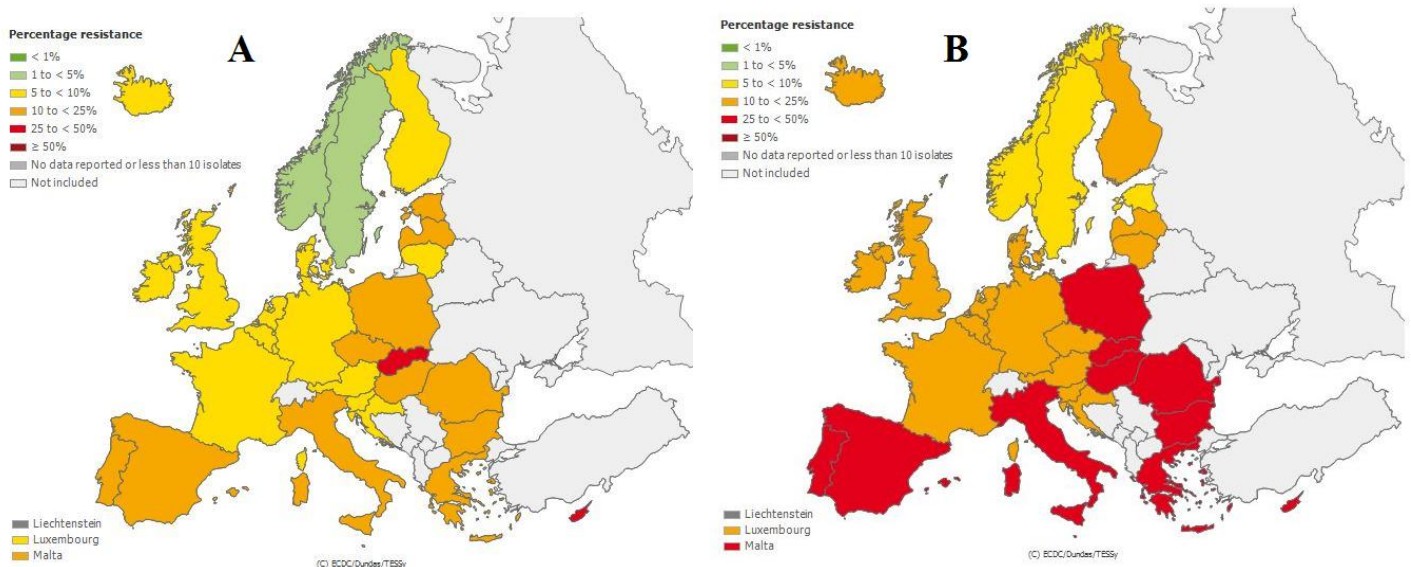 Percentage resistance
< 1%
1 to < 5%
5 to < 10%
10 to < 25%
25 to < 50%
≥ 50%
No data reported or less than 10 isolates
Not included
A
Liechtenstein
Luxembourg
Malta
(C) ECDC/Dundas/TESSy
Percentage resistance
< 1%
1 to < 5%
5 to < 10%
10 to < 25%
25 to < 50%
≥ 50%
No data reported or less than 10 isolates
Not included
B
Liechtenstein
Luxembourg
Malta
(C) ECDC/Dundas/TESSy